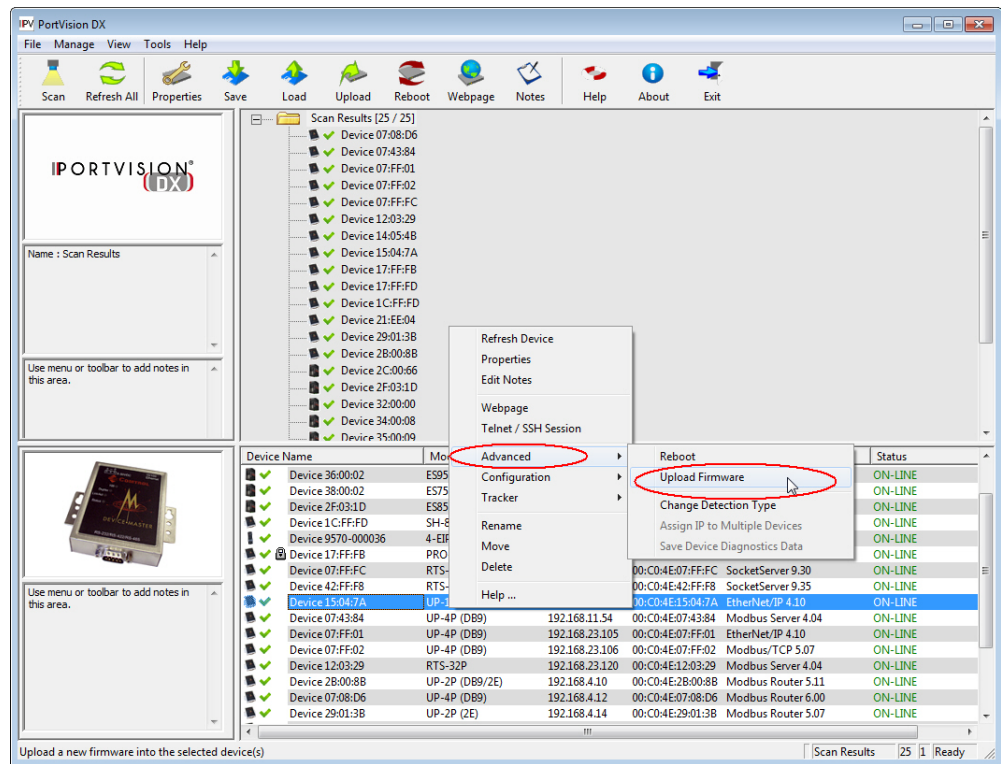 PortVision DX
File Manage View Tools Help
Scan Refresh All Properties Save Load Upload Reboot Webpage Notes Help About Exit
PORTVISION®
DX
Name : Scan Results
Use menu or toolbar to add notes in
this area.
Scan Results [25 / 25]
Device 07:08:D6
Device 07:43:84
Device 07:FF:01
Device 07:FF:02
Device 07:FF:FC
Device 12:03:29
Device 14:05:4B
Device 15:04:7A
Device 17:FF:FB
Device 17:FF:FD
Device 1C:FF:FD
Device 21:EE:04
Device 29:01:3B
Device 2B:00:8B
Device 2C:00:66
Device 2F:03:1D
Device 32:00:00
Device 34:00:08
Device 35:00:09
Refresh Device
Properties
Edit Notes
Webpage
Telnet / SSH Session
Advanced
Configuration
Tracker
Rename
Move
Delete
Help ...
Reboot
Upload Firmware
Change Detection Type
Assign IP to Multiple Devices
Save Device Diagnostics Data
DEVICE MASTER
Use menu or toolbar to add notes in
this area.
Device Name Mo Status
Device 36:00:02 ES95 ON-LINE
Device 38:00:02 ES75 ON-LINE
Device 2F:03:1D ES85 ON-LINE
Device 1C:FF:FD SH-8 ON-LINE
Device 9570-000036 4-EIP ON-LINE
Device 17:FF:FB PRO ON-LINE
Device 07:FF:FC RTS- 00:C0:4E:07:FF:FC SocketServer 9.30 ON-LINE
Device 42:FF:F8 RTS- 00:C0:4E:42:FF:F8 SocketServer 9.35 ON-LINE
Device 15:04:7A UP-1 00:C0:4E:15:04:7A EtherNet/IP 4.10 ON-LINE
Device 07:43:84 UP-4P (DB9) 192.168.11.54 00:C0:4E:07:43:84 Modbus Server 4.04 ON-LINE
Device 07:FF:01 UP-4P (DB9) 192.168.23.105 00:C0:4E:07:FF:01 EtherNet/IP 4.10 ON-LINE
Device 07:FF:02 UP-4P (DB9) 192.168.23.106 00:C0:4E:07:FF:02 Modbus/TCP 5.07 ON-LINE
Device 12:03:29 RTS-32P 192.168.23.120 00:C0:4E:12:03:29 Modbus Server 4.04 ON-LINE
Device 2B:00:8B UP-2P (DB9/2E) 192.168.4.10 00:C0:4E:2B:00:8B Modbus Router 5.11 ON-LINE
Device 07:08:D6 UP-4P (DB9) 192.168.4.12 00:C0:4E:07:08:D6 Modbus Router 6.00 ON-LINE
Device 29:01:3B UP-2P (2E) 192.168.4.14 00:C0:4E:29:01:3B Modbus Router 5.07 ON-LINE
Upload a new firmware into the selected device(s) Scan Results 25 1 Ready